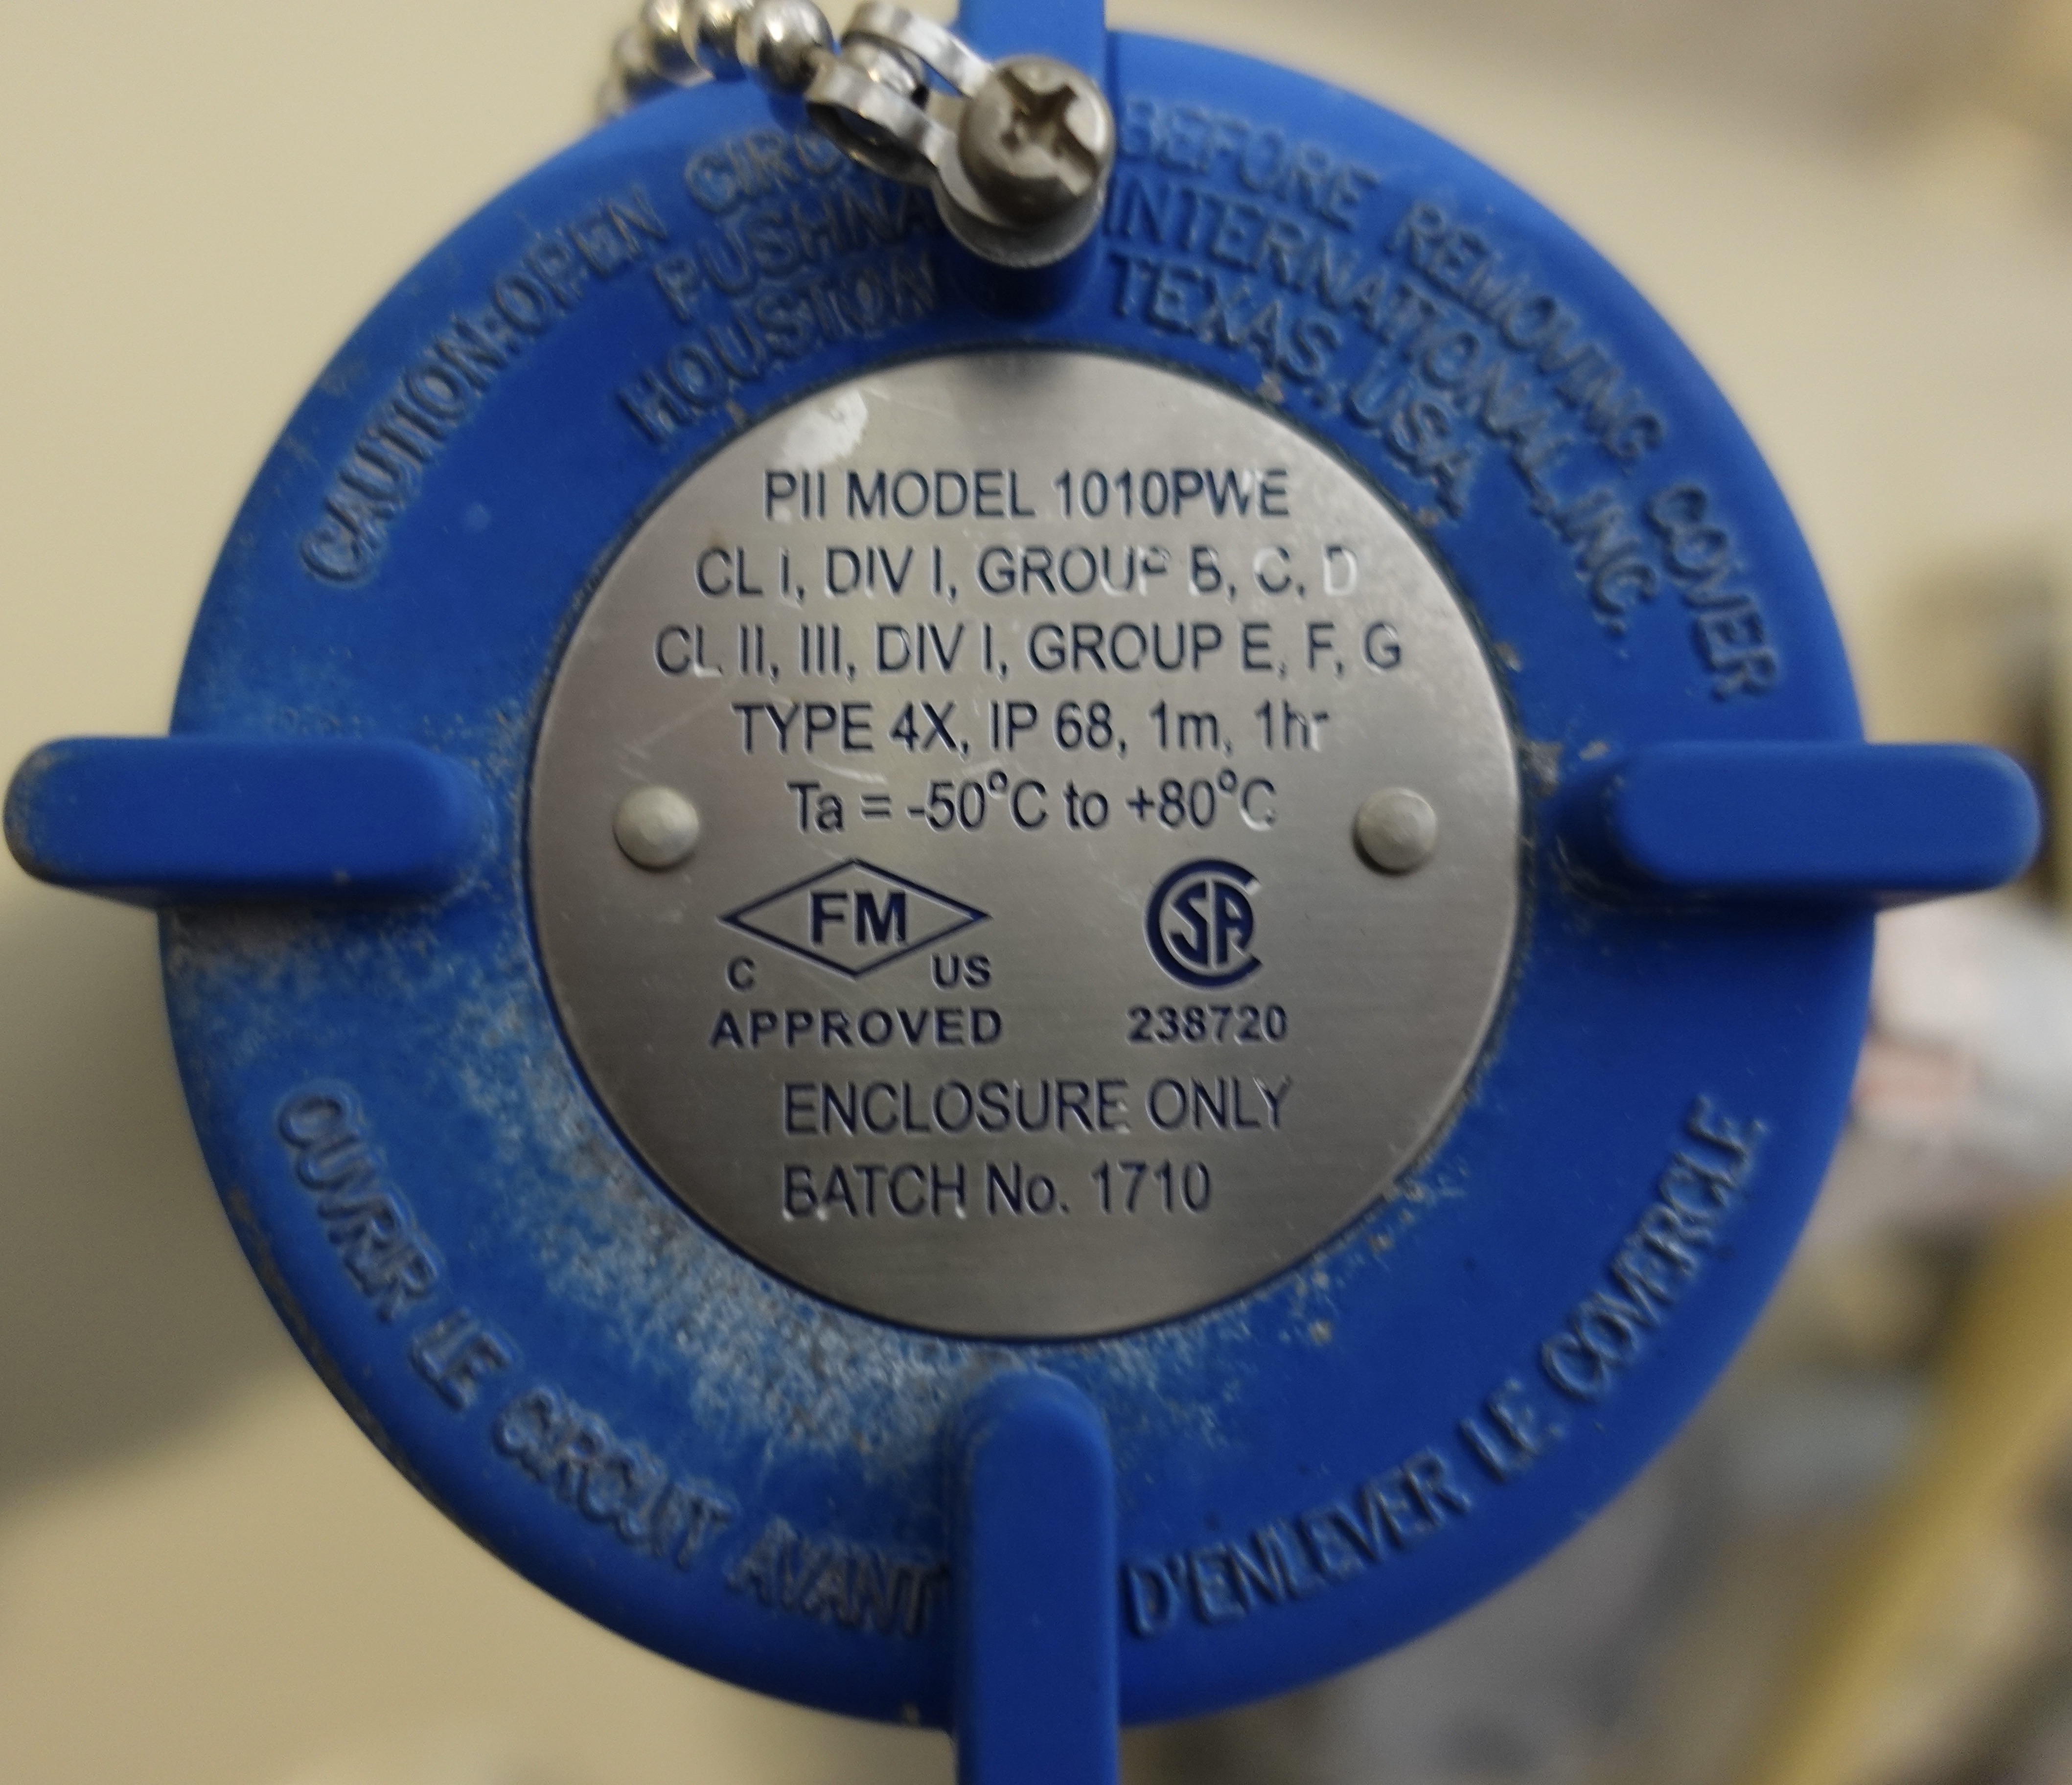 CAUTION: OPEN BEFORE REMOVING COVER
INTERNATIONAL, INC.
HOUSTON TEXAS, USA
PII MODEL 1010PWE
CL I, DIV I, GROUP B, C, D
CL II, III, DIV I, GROUP E, F, G
TYPE 4X, IP 68, 1m, 1hr
Ta = -50°C to +80°C
FM
C US
APPROVED
CSA
238720
ENCLOSURE ONLY
BATCH No. 1710
OUVRIR LE CIRCUIT AVANT D'ENLEVER LE COVERCLE